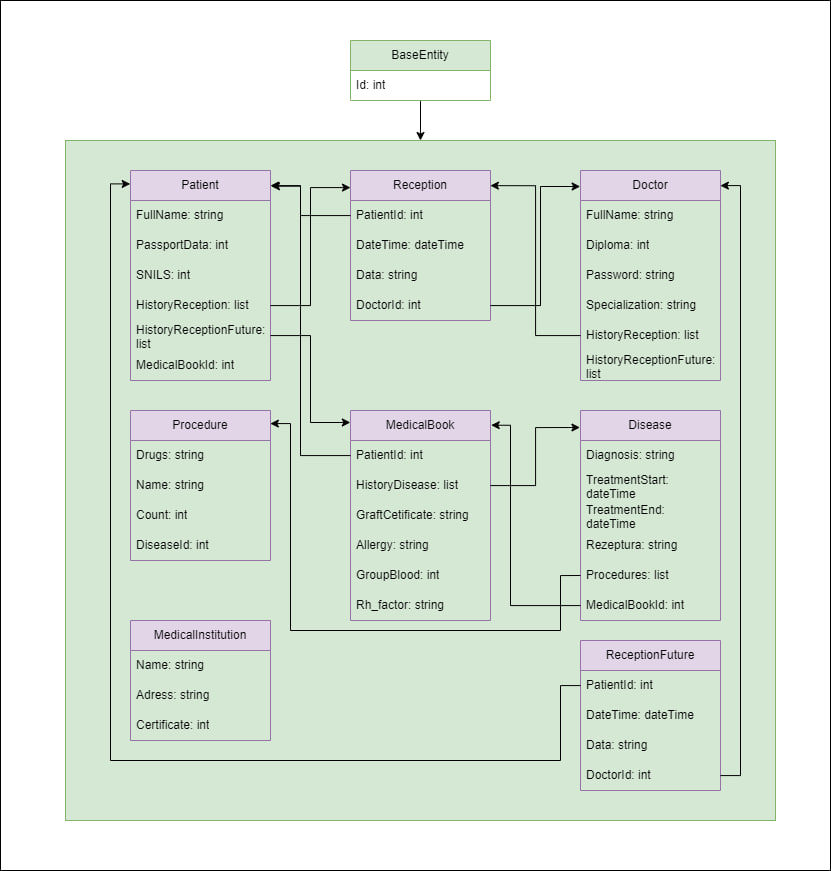 BaseEntity
Id: int
Patient
FullName: string
PassportData: int
SNILS: int
HistoryReception: list
HistoryReceptionFuture:
list
MedicalBookId: int
Reception
PatientId: int
DateTime: dateTime
Data: string
DoctorId: int
Doctor
FullName: string
Diploma: int
Password: string
Specialization: string
HistoryReception: list
HistoryReceptionFuture:
list
Procedure
Drugs: string
Name: string
Count: int
DiseaseId: int
MedicalBook
PatientId: int
HistoryDisease: list
GraftCetificate: string
Allergy: string
GroupBlood: int
Rh_factor: string
Disease
Diagnosis: string
TreatmentStart:
dateTime
TreatmentEnd:
dateTime
Rezeptura: string
Procedures: list
MedicalBookId: int
MedicalInstitution
Name: string
Adress: string
Certificate: int
ReceptionFuture
PatientId: int
DateTime: dateTime
Data: string
DoctorId: int